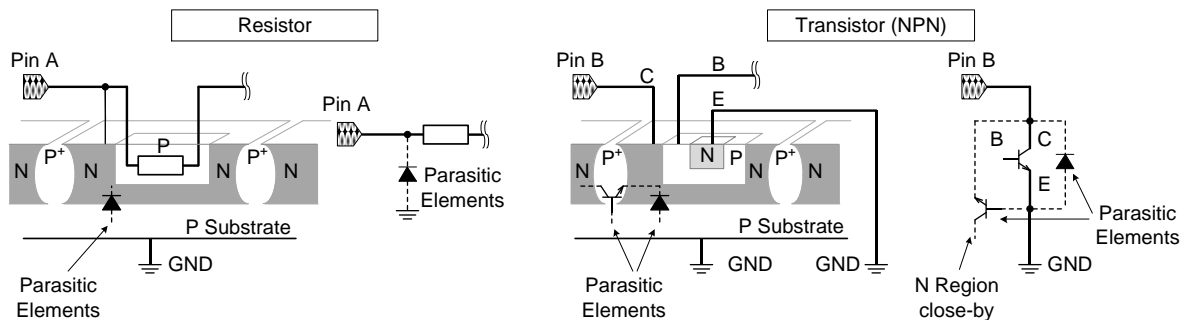 Resistor
Transistor (NPN)
Pin A
Pin B
B
Pin B
C
E
Pin A
P
N
P+
N
P+
N
N
P+
N
N
P
P+
N
B
C
E
Parasitic
Elements
Parasitic
Elements
P Substrate
P Substrate
GND
GND
GND
GND
Parasitic
Elements
Parasitic
Elements
N Region
close-by